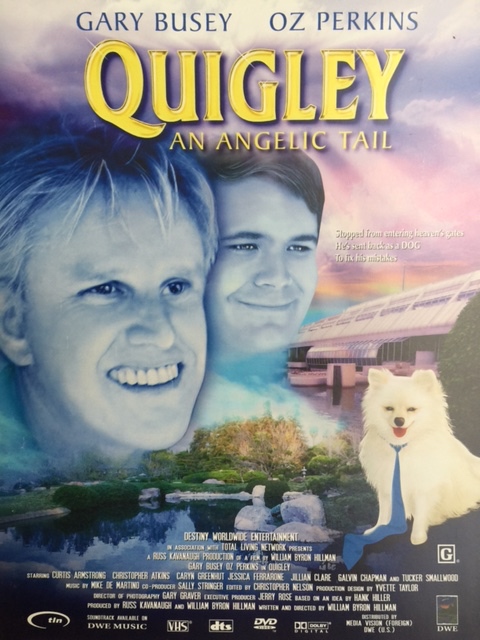 GARY BUSEY OZ PERKINS
QUIGLEY
AN ANGELIC TAIL
Stopped from entering heaven's gates
He's sent back as a DOG
To fix his mistakes
DESTINY WORLDWIDE ENTERTAINMENT
IN ASSOCIATION WITH TOTAL LIVING NETWORK PRESENTS
A RUSS KAVANAUGH PRODUCTION OF A FILM BY WILLIAM BYRON HILLMAN
GARY BUSEY OZ PERKINS IN QUIGLEY
STARRING CURTIS ARMSTRONG CHRISTOPHER ATKINS CARYN GREENHUT JESSICA FERRARONE JILLIAN CLARE GALVIN CHAPMAN AND TUCKER SMALLWOOD
MUSIC BY MIKE DE MARTINO CO-PRODUCER SALLY STRINGER EDITED BY CHRISTOPHER NELSON PRODUCTION DESIGN BY YVETTE TAYLOR
DIRECTOR OF PHOTOGRAPHY GARY GRAVER EXECUTIVE PRODUCER JERRY ROSE BASED ON AN IDEA BY HANK HILLER
PRODUCED BY RUSS KAVANAUGH AND WILLIAM BYRON HILLMAN WRITTEN AND DIRECTED BY WILLIAM BYRON HILLMAN
G
tln
SOUNDTRACK AVAILABLE ON
DWE MUSIC
VHS
dts
DVD
DOLBY
DIGITAL
DISTRIBUTED BY
MEDIA VISION (FOREIGN)
(U.S.)
DWE